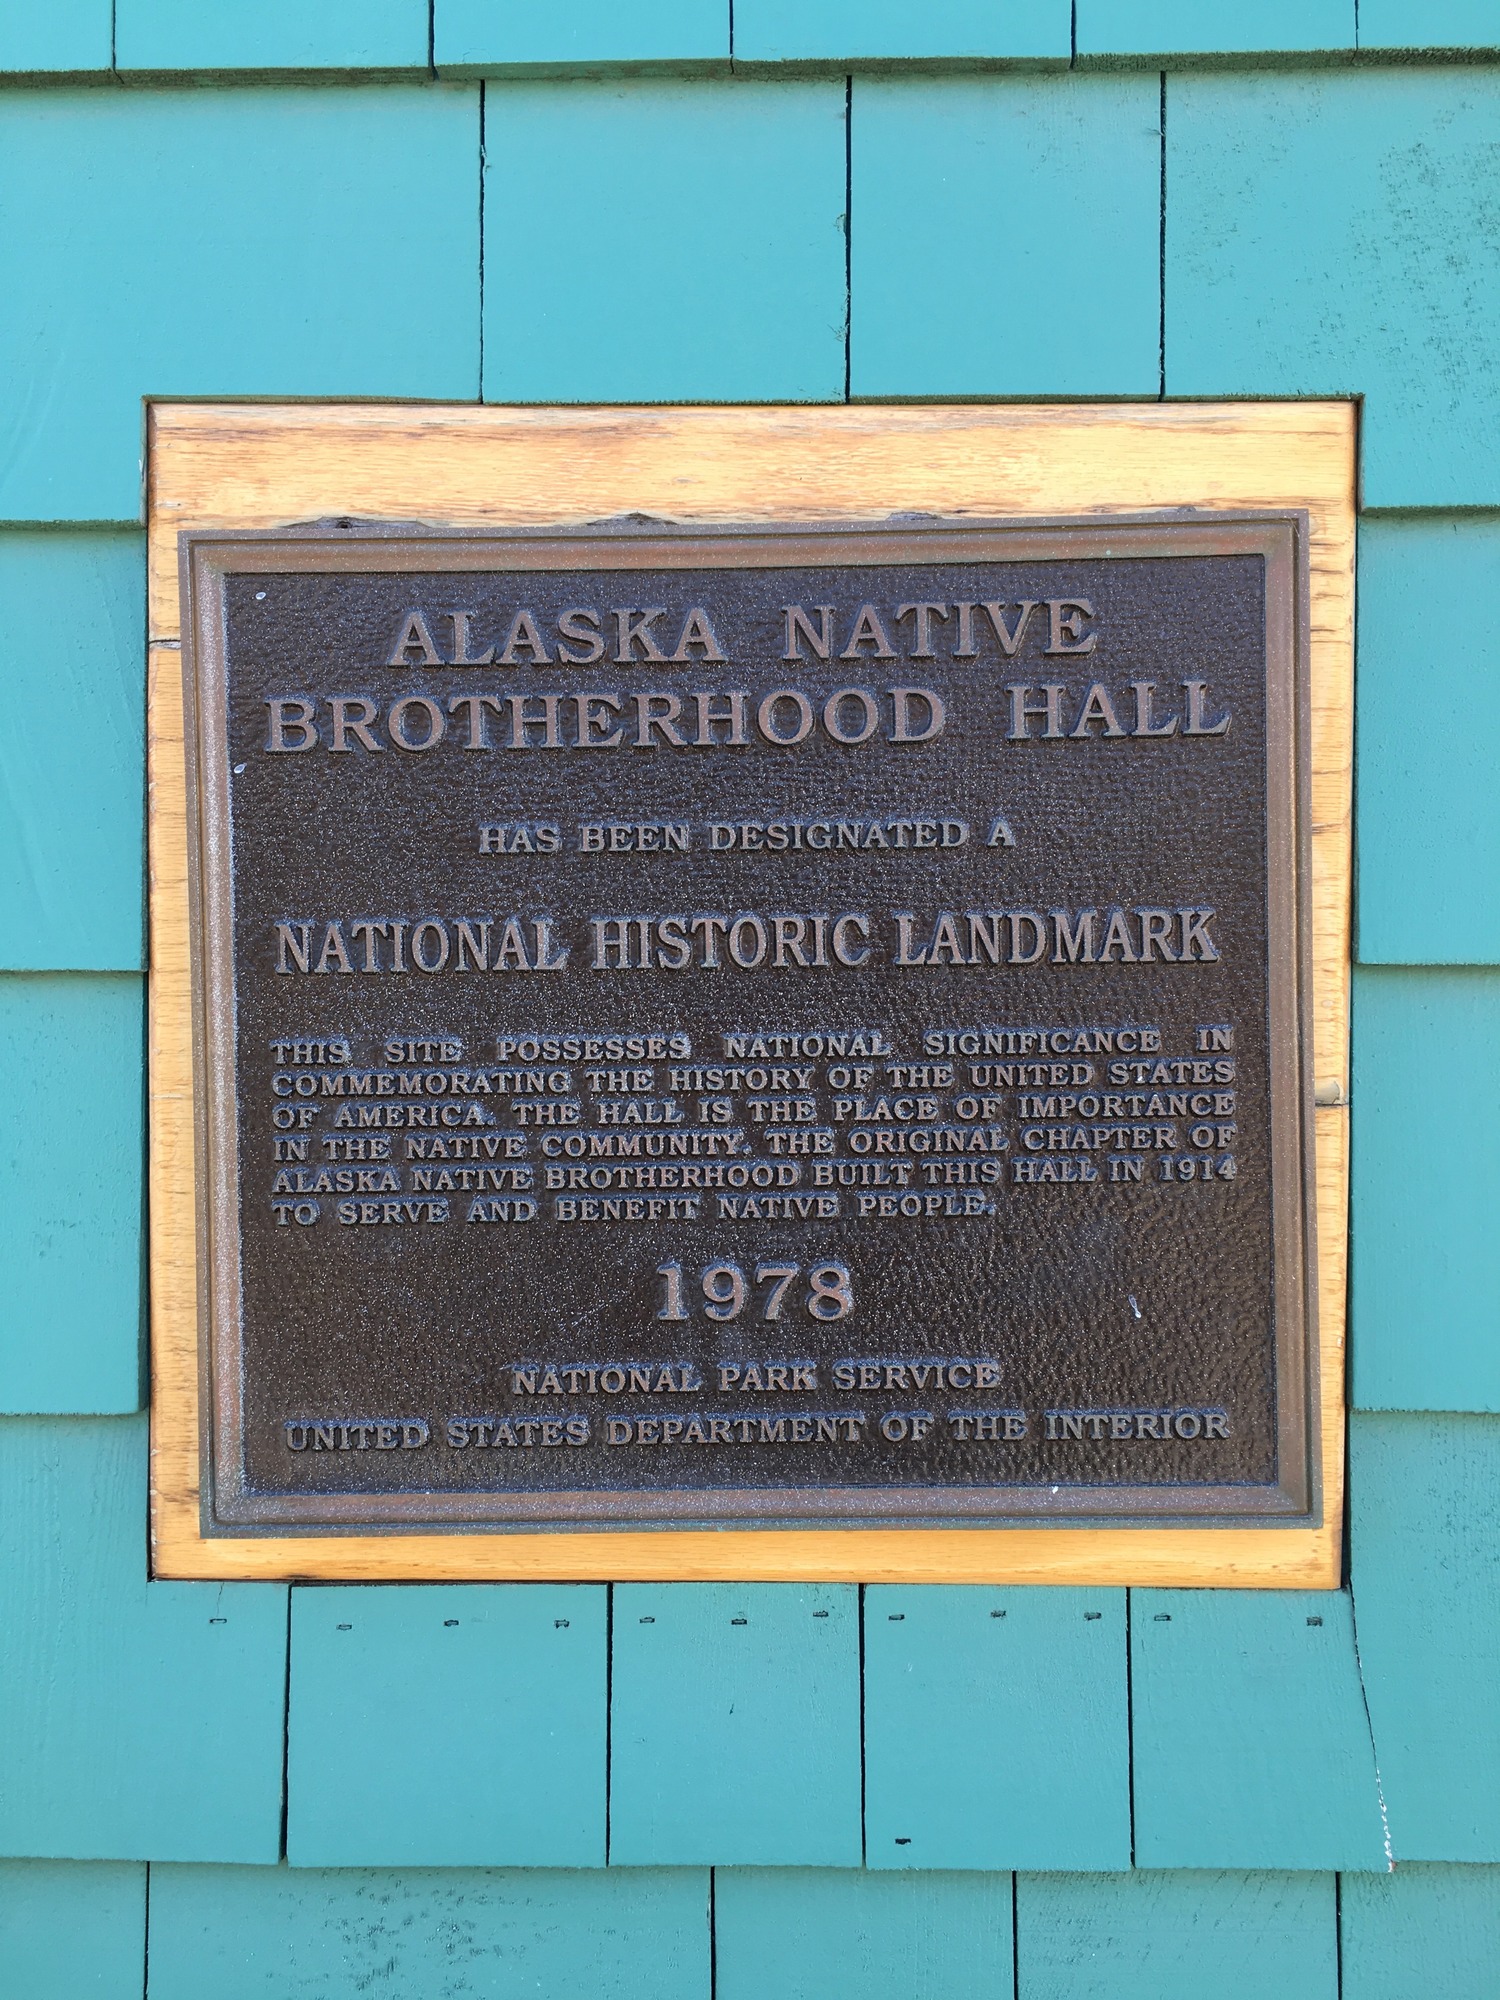 ALASKA NATIVE
BROTHERHOOD HALL
HAS BEEN DESIGNATED A
NATIONAL HISTORIC LANDMARK
THIS SITE POSSESSES NATIONAL SIGNIFICANCE IN
COMMEMORATING THE HISTORY OF THE UNITED STATES
OF AMERICA. THE HALL IS THE PLACE OF IMPORTANCE
IN THE NATIVE COMMUNITY. THE ORIGINAL CHAPTER OF
ALASKA NATIVE BROTHERHOOD BUILT THIS HALL IN 1914
TO SERVE AND BENEFIT NATIVE PEOPLE.
1978
NATIONAL PARK SERVICE
UNITED STATES DEPARTMENT OF THE INTERIOR